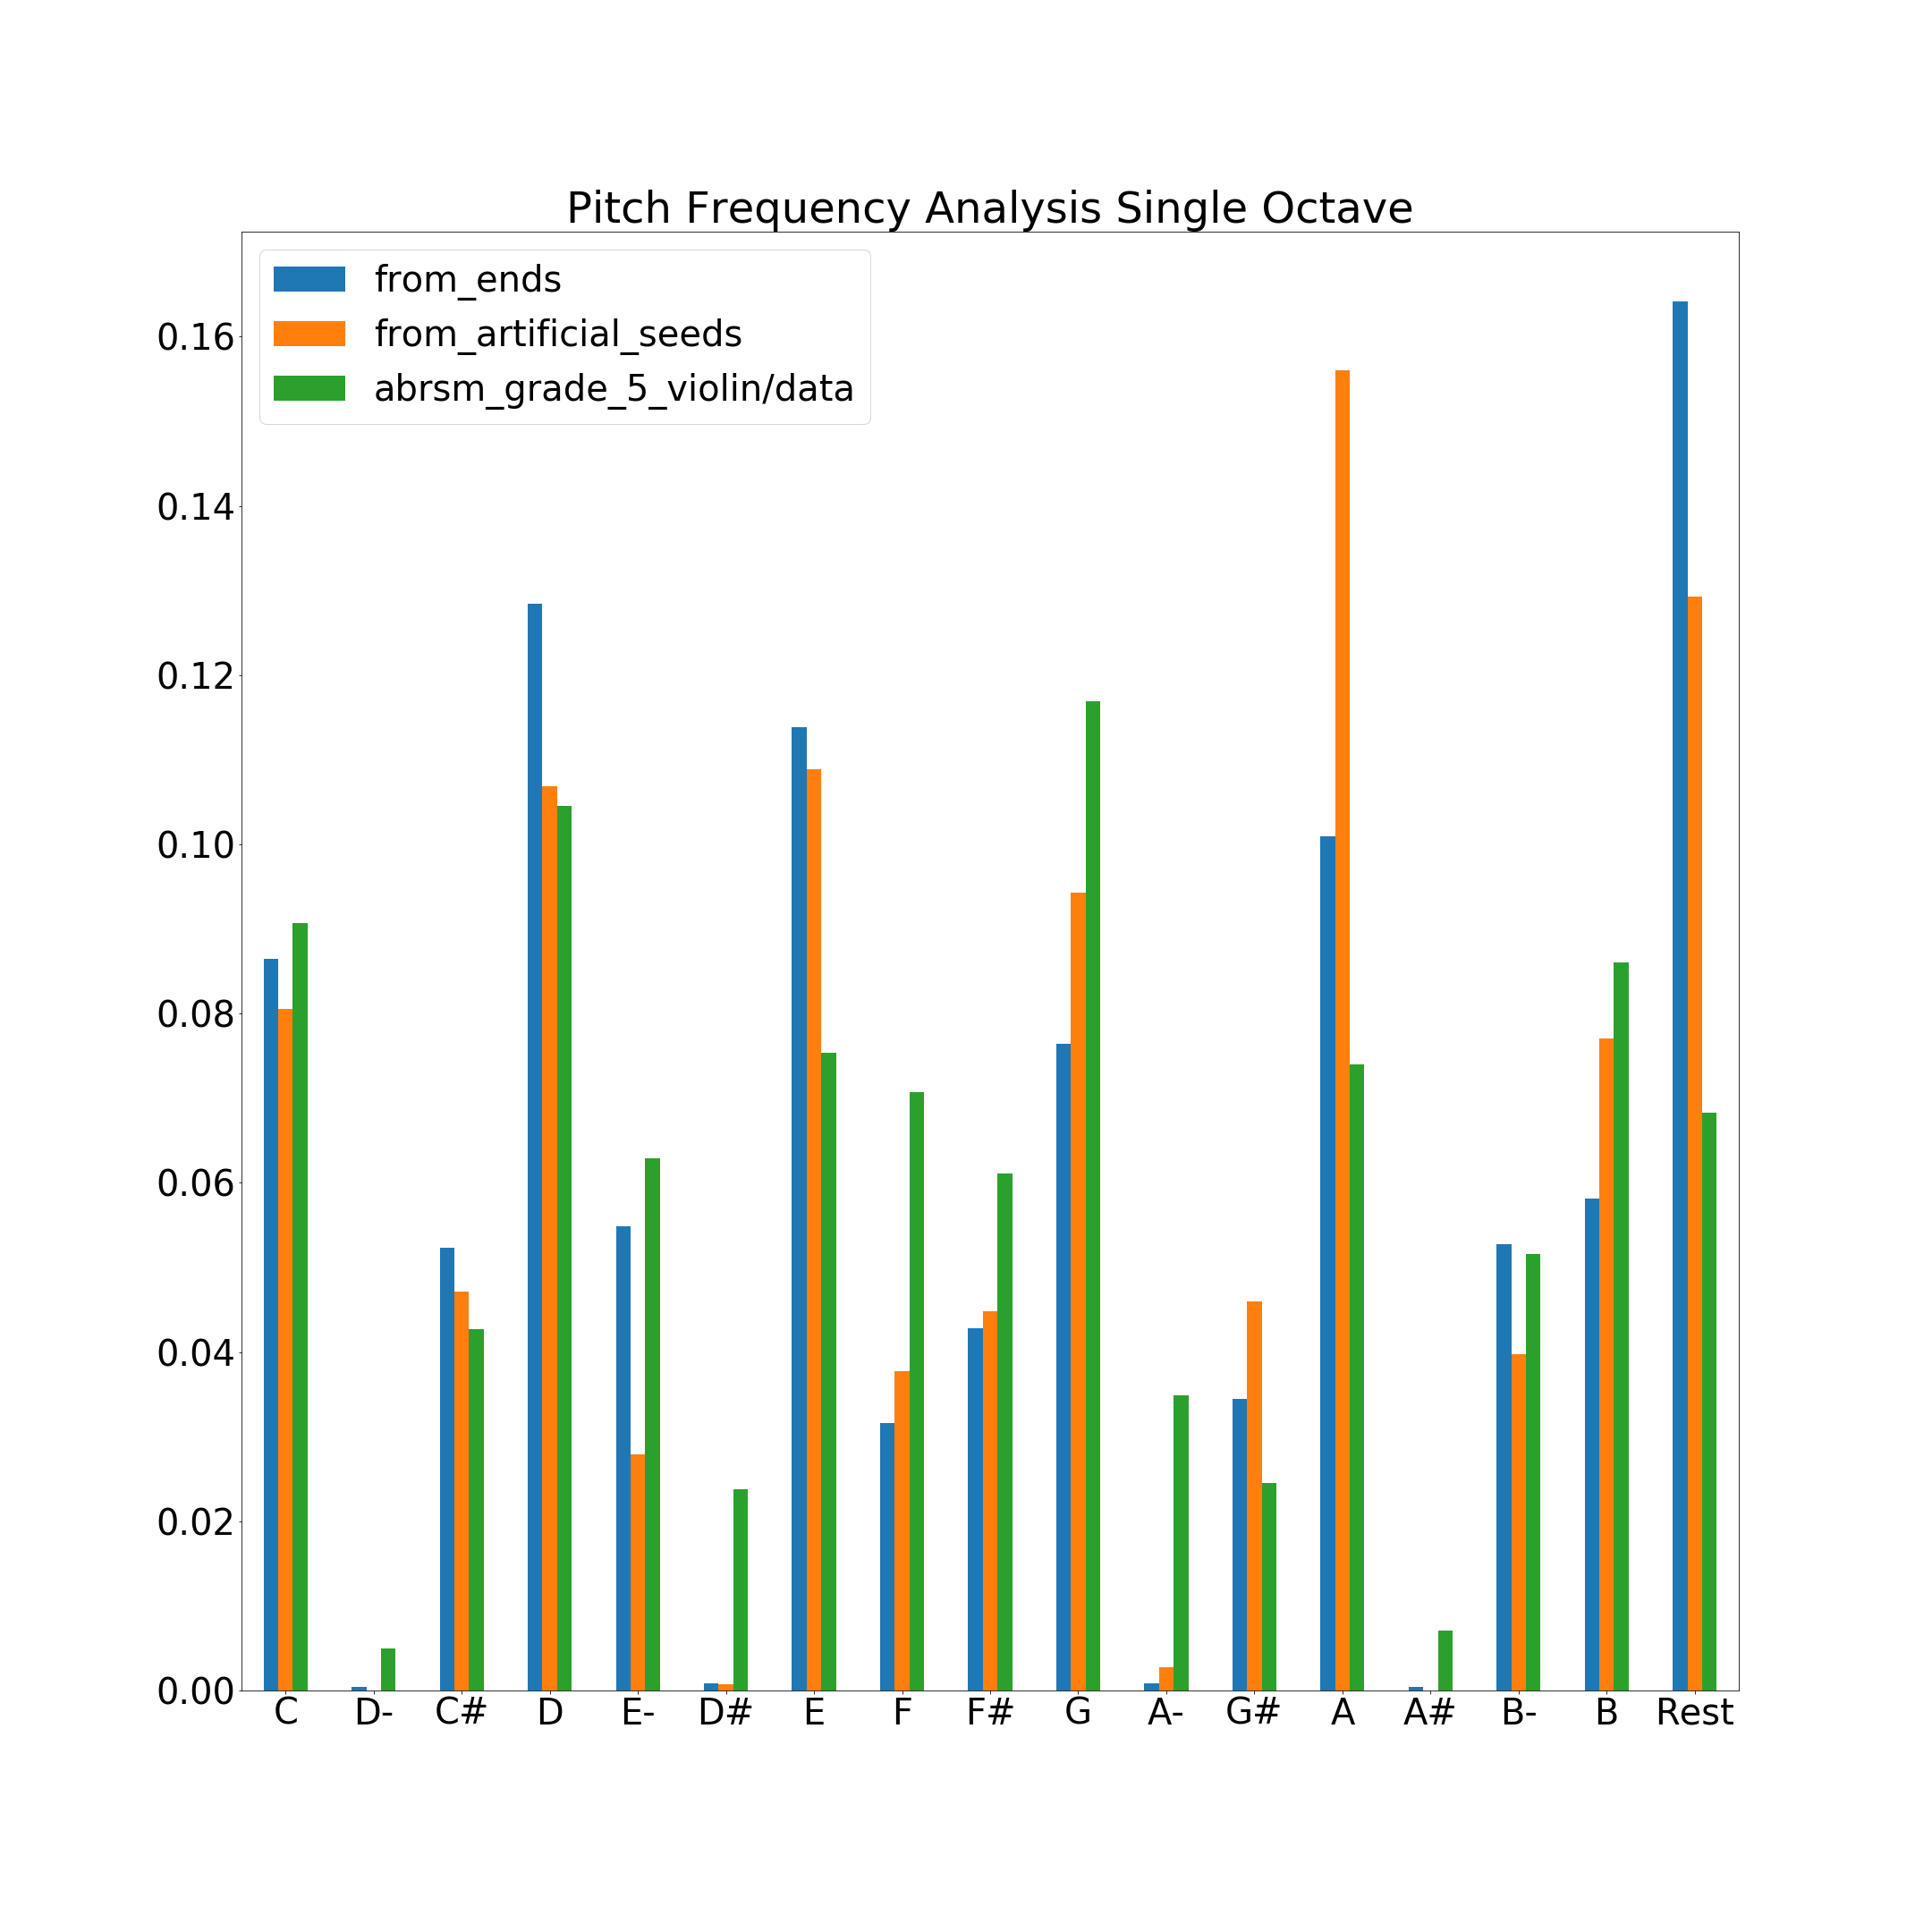 Pitch Frequency Analysis Single Octave
from_ends
from_artificial_seeds
abrsm_grade_5_violin/data
0.16
0.14
0.12
0.10
0.08
0.06
0.04
0.02
0.00
C D- C# D E- D# E F F# G A- G# A A# B- B Rest